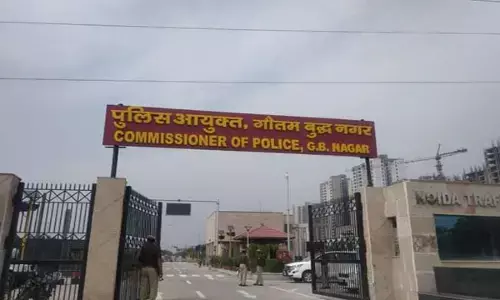 पुलिस आयुक्त, गौतम बुद्ध नगर
COMMISSIONER OF POLICE, G.B. NAGAR
NOIDA TRAF